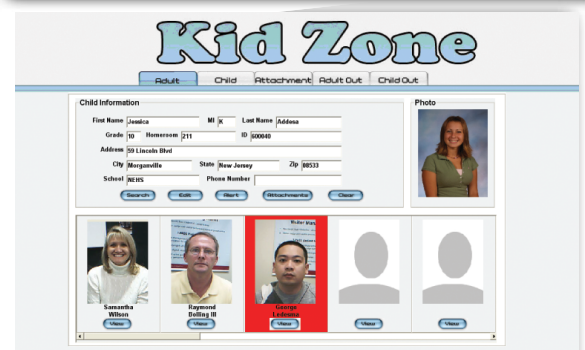 Kid Zone
Adult Child Attachment Adult Out Child Out
Child Information
Photo
First Name Jessica MI K Last Name Addosa
Grade 10 Homeroom 211 ID 600040
Address 59 Lincoln Blvd
City Morganville State New Jersey Zip 08533
School NEHS Phone Number
Search Edit Alert Attachments Clear
Samantha Wilson
Raymond Dolling III
George Ledesma
View View View View View